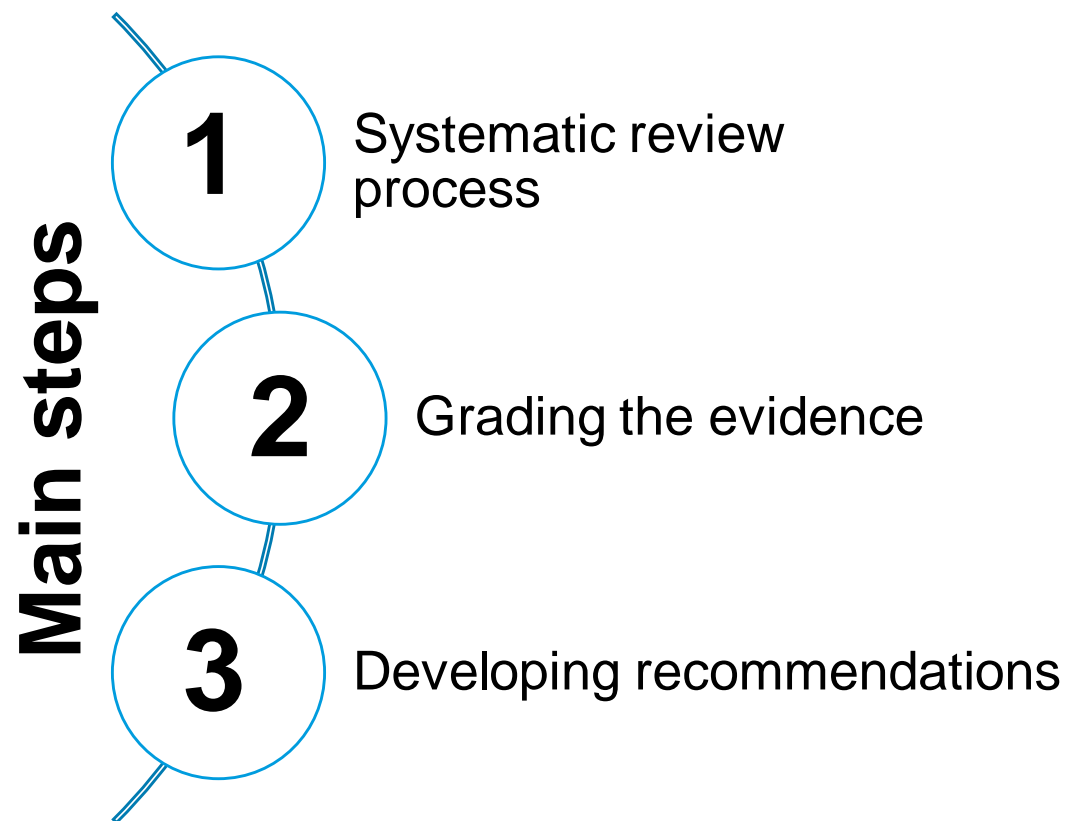 Main steps
1
Systematic review
process
2
Grading the evidence
3
Developing recommendations